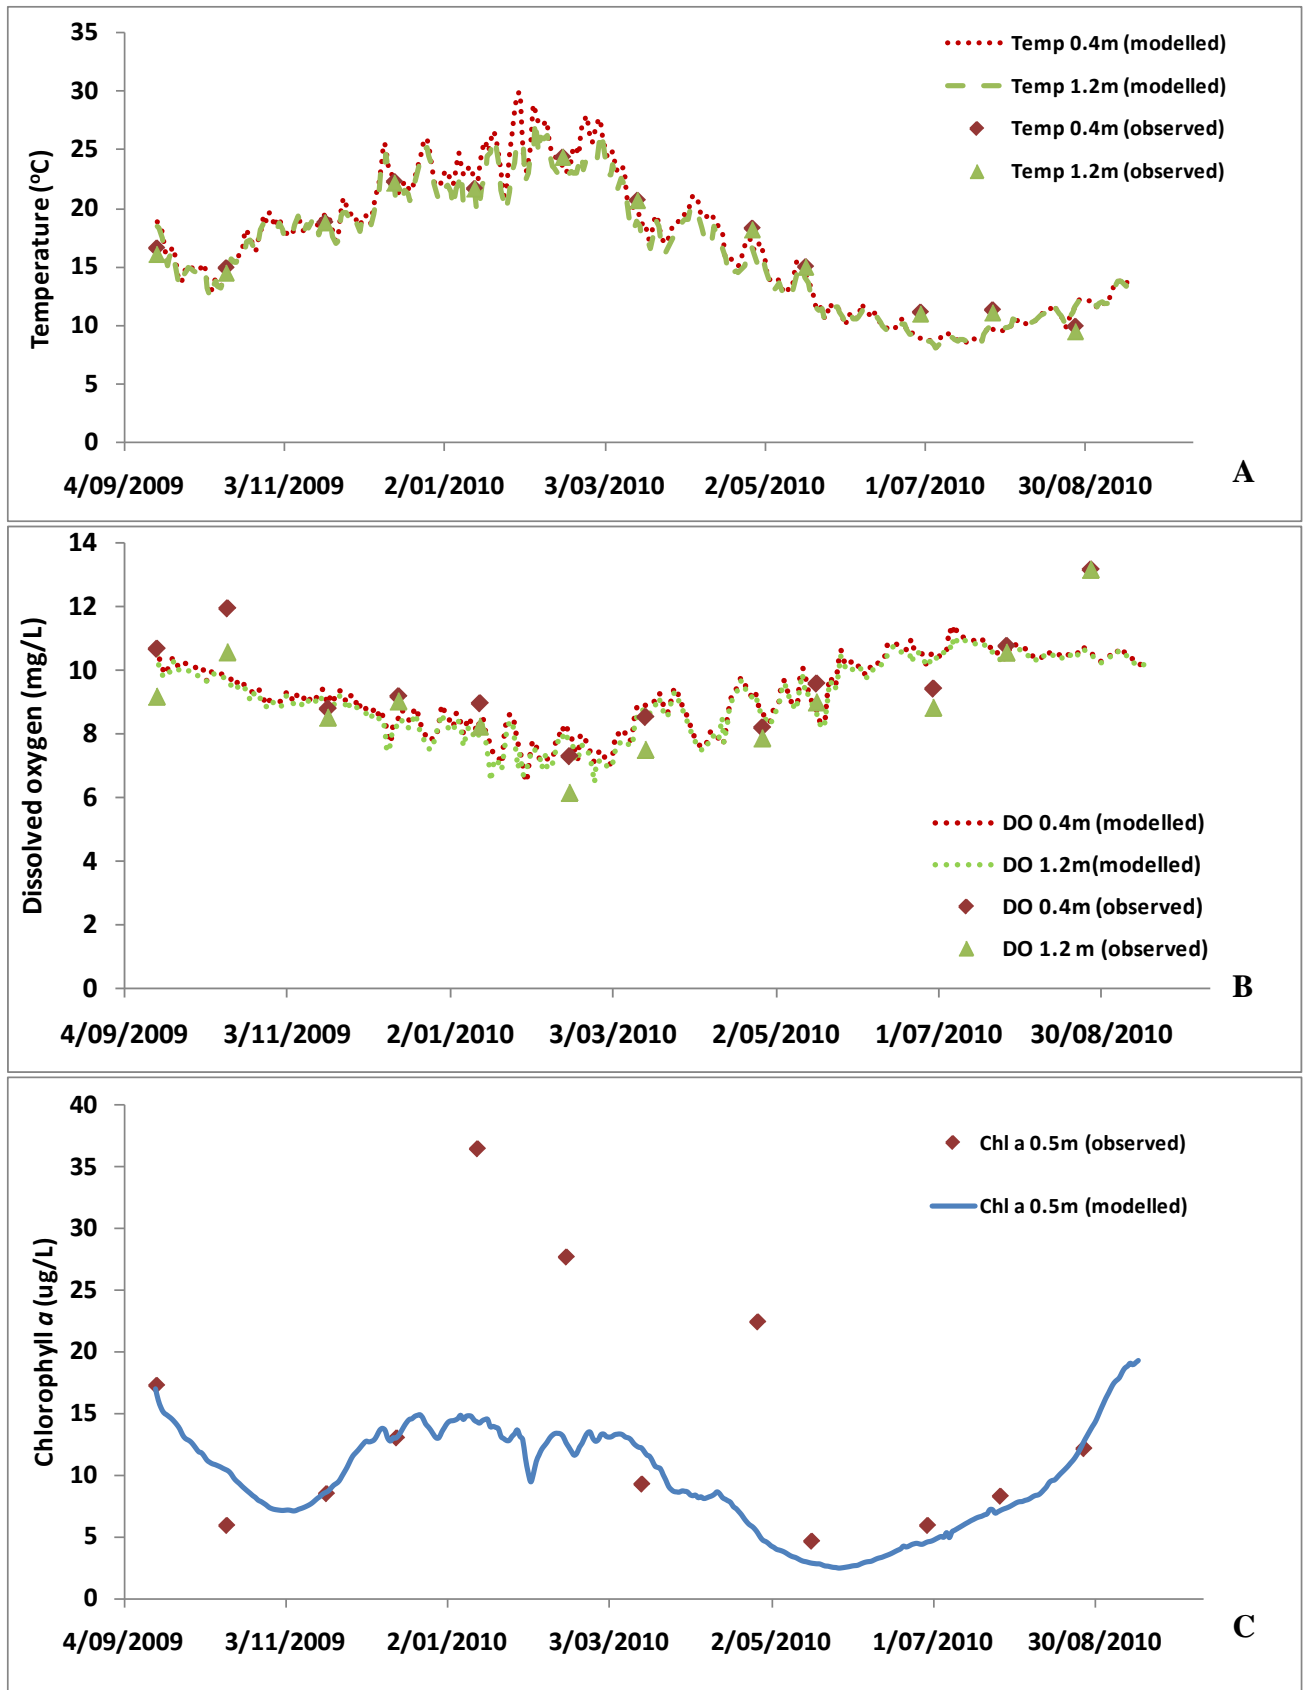 35
30
25
20
15
10
5
0
Temperature (ºC)
Temp 0.4m (modelled)
Temp 1.2m (modelled)
Temp 0.4m (observed)
Temp 1.2m (observed)
4/09/2009 3/11/2009 2/01/2010 3/03/2010 2/05/2010 1/07/2010 30/08/2010
A
14
12
10
8
6
4
2
0
Dissolved oxygen (mg/L)
DO 0.4m (modelled)
DO 1.2m(modelled)
DO 0.4m (observed)
DO 1.2 m (observed)
4/09/2009 3/11/2009 2/01/2010 3/03/2010 2/05/2010 1/07/2010 30/08/2010
B
40
35
30
25
20
15
10
5
0
Chlorophyll a (ug/L)
Chl a 0.5m (observed)
Chl a 0.5m (modelled)
4/09/2009 3/11/2009 2/01/2010 3/03/2010 2/05/2010 1/07/2010 30/08/2010
C